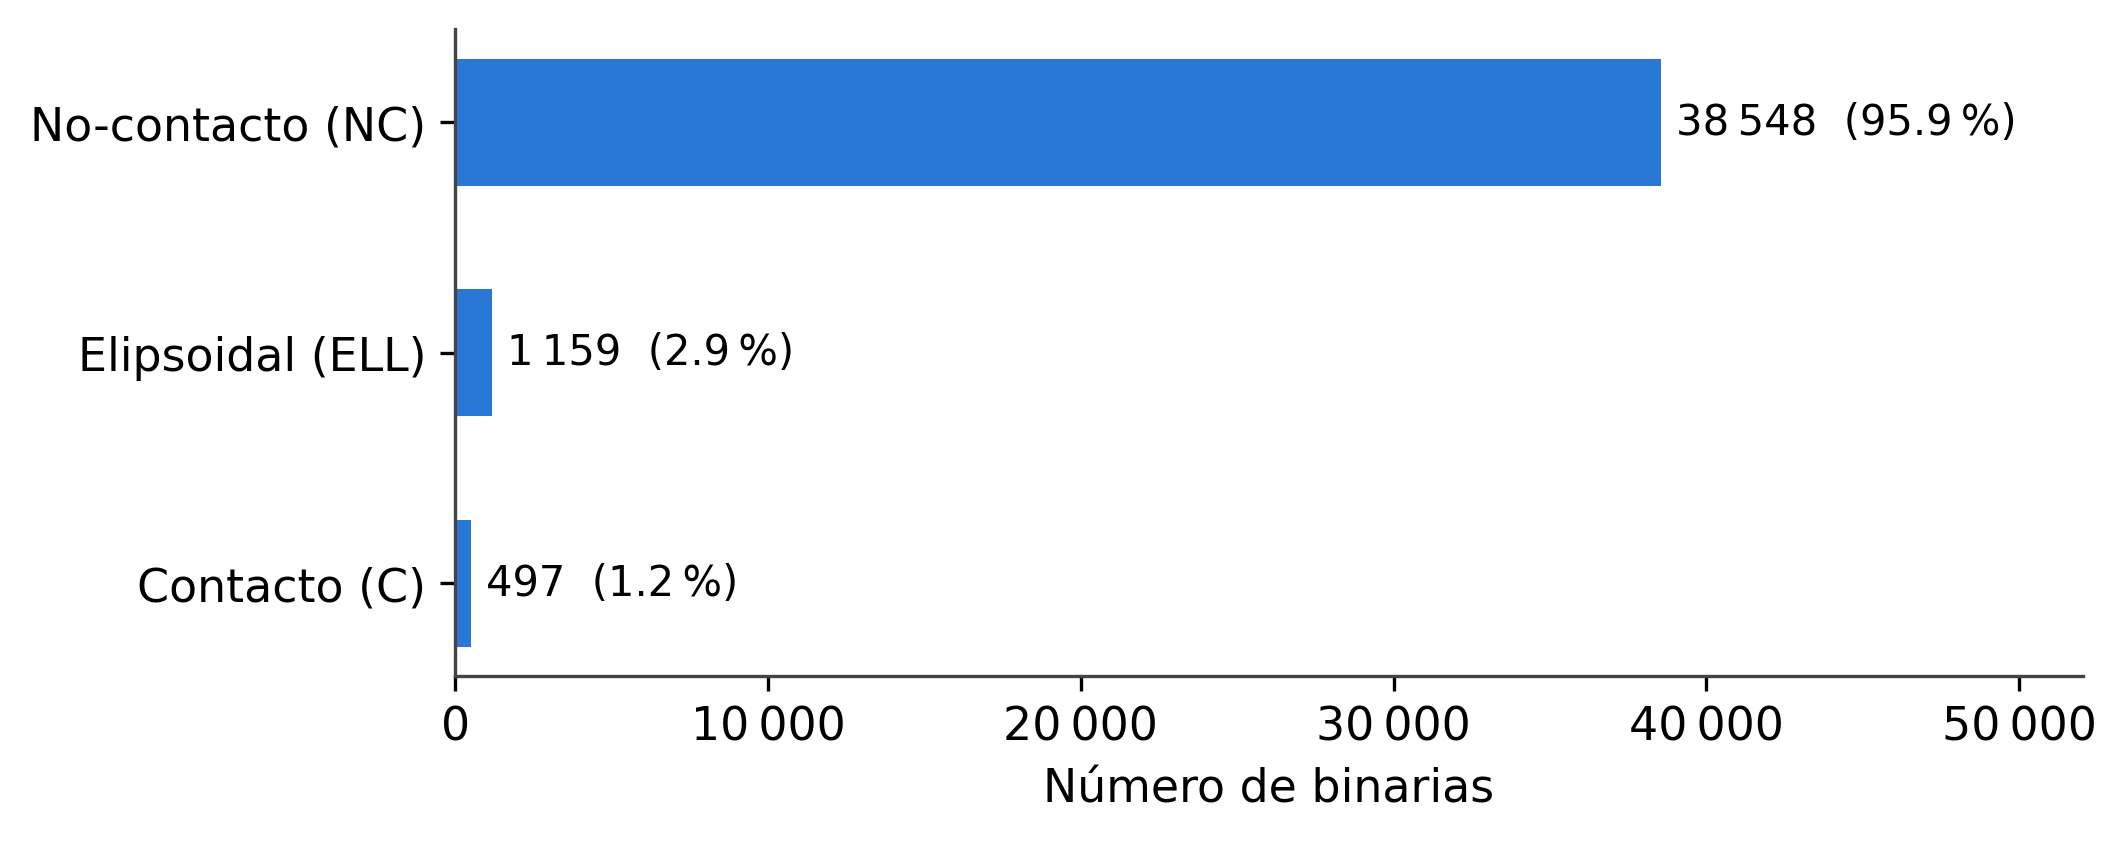 No-contacto (NC) 38 548 (95.9 %)
Elipsoidal (ELL) 1 159 (2.9 %)
Contacto (C) 497 (1.2 %)
0 10 000 20 000 30 000 40 000 50 000
Número de binarias